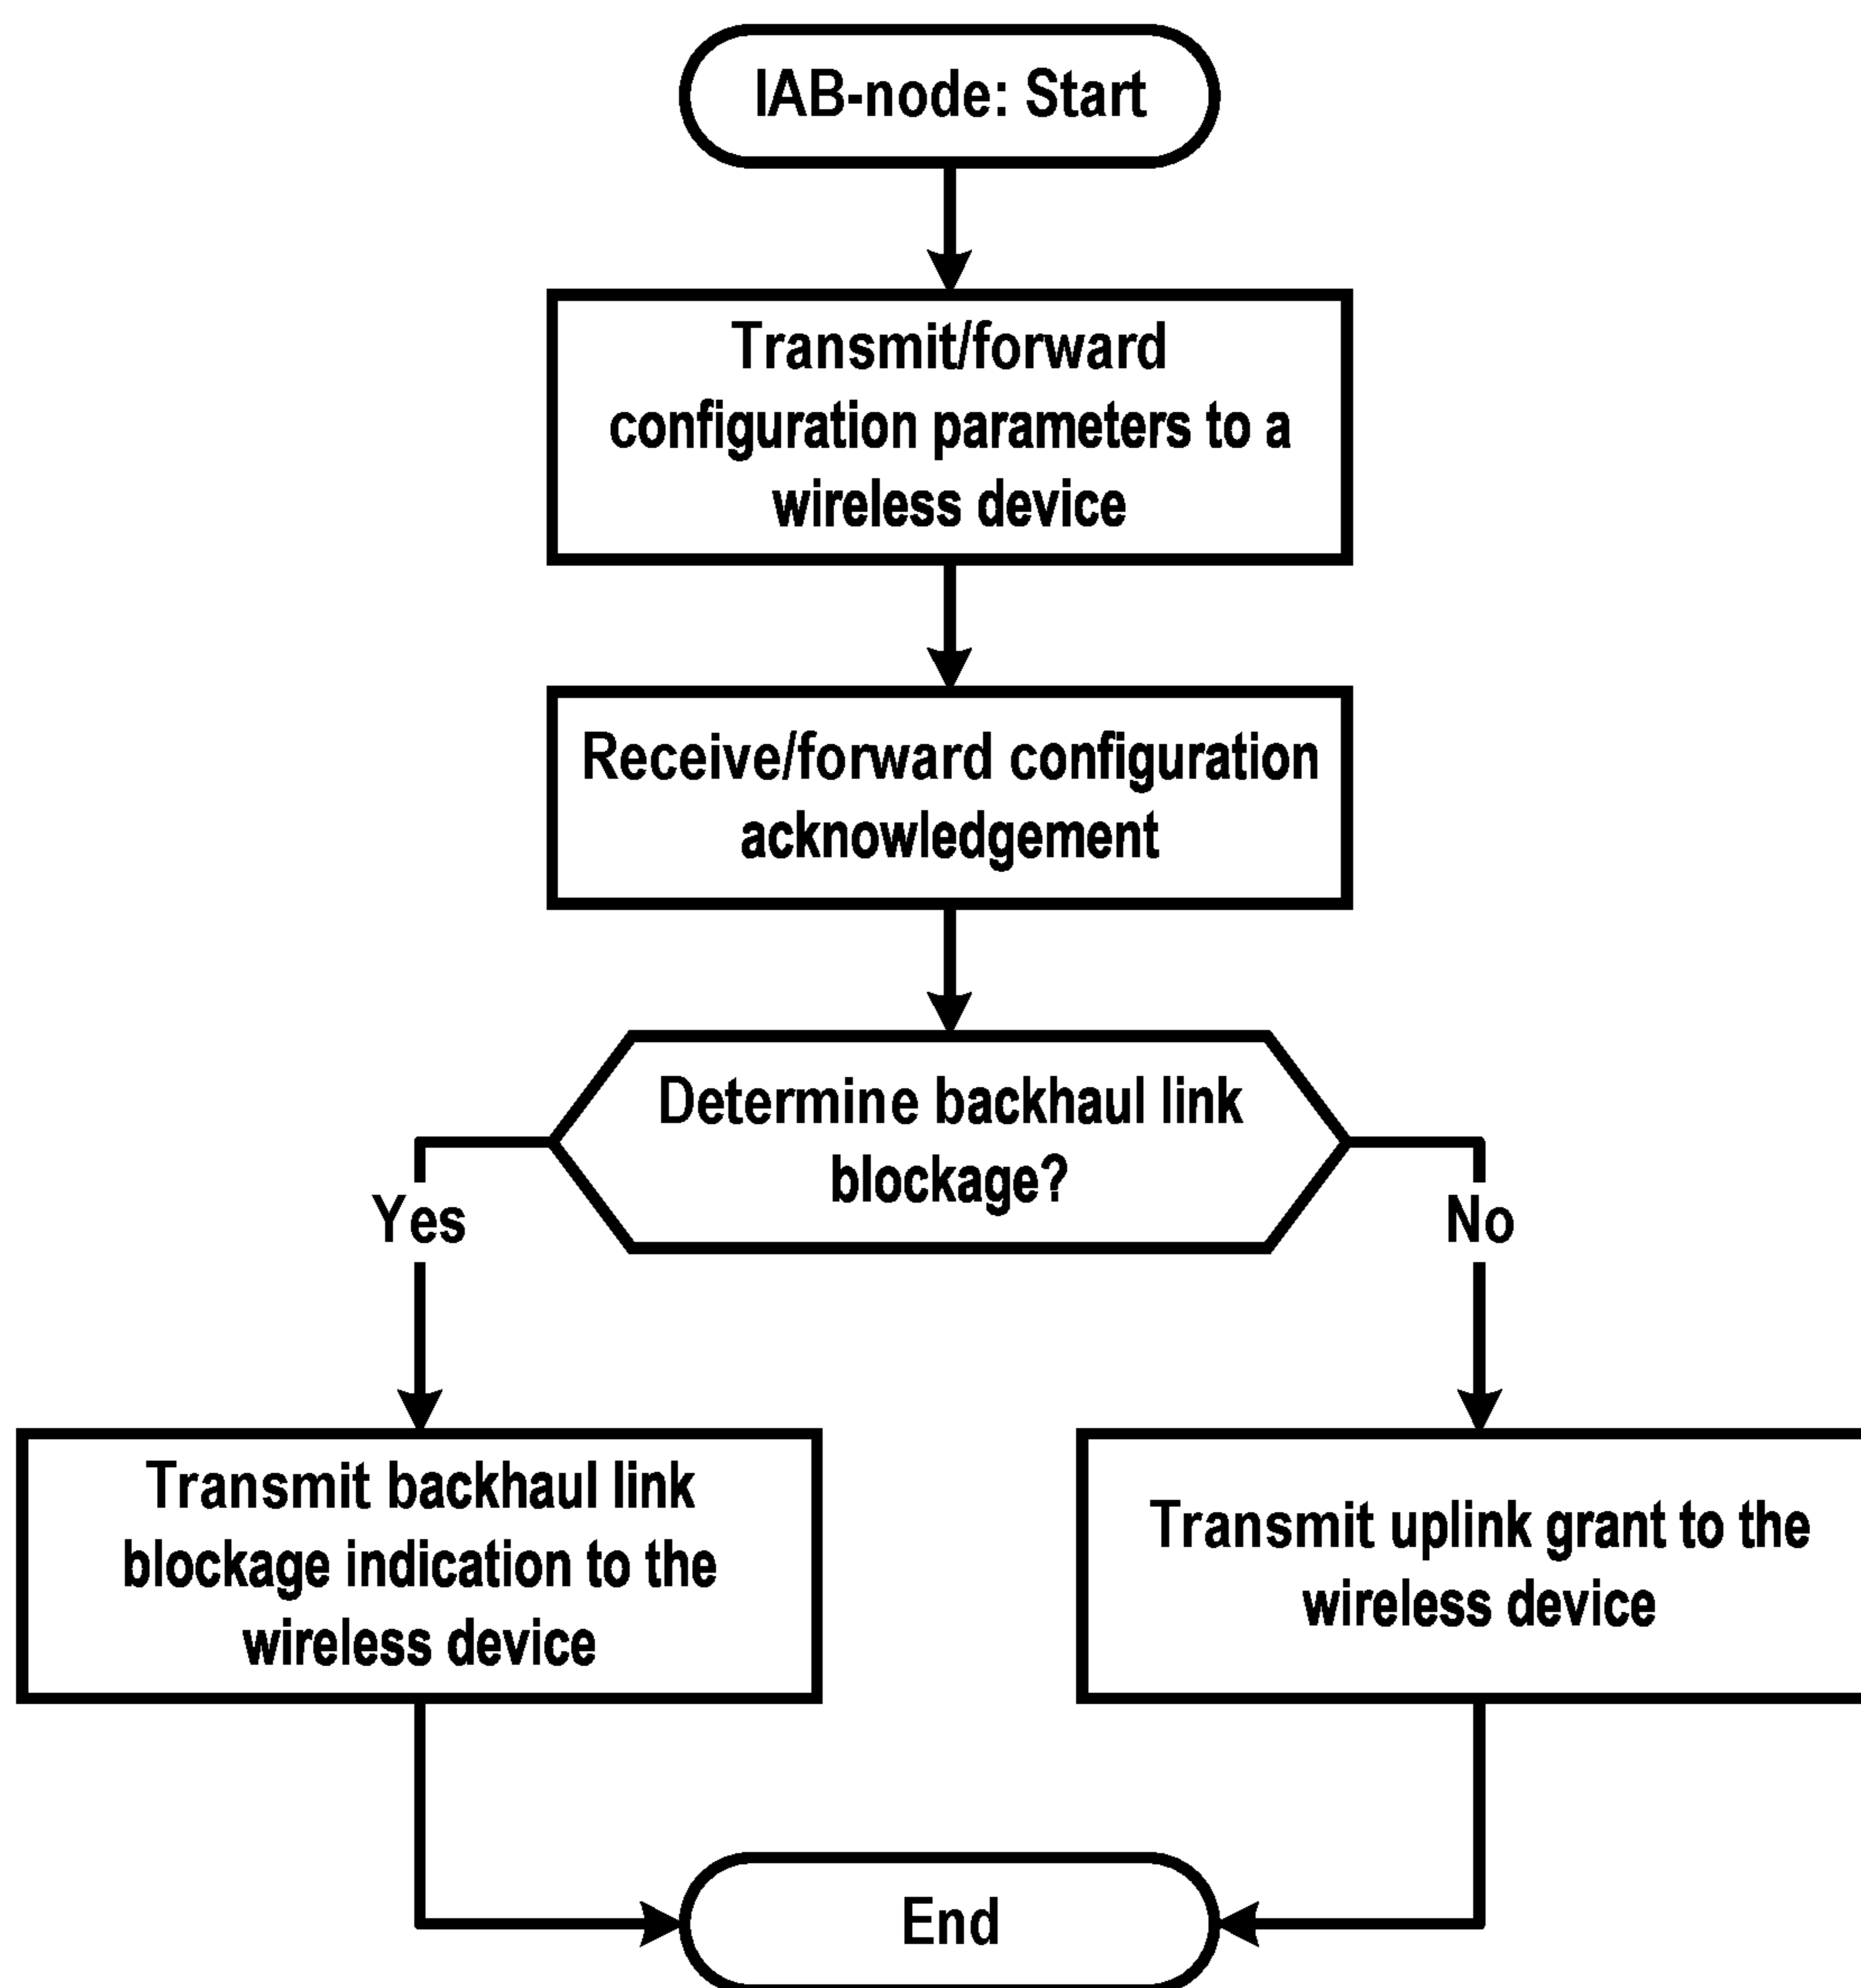 IAB-node: Start
Transmit/forward
configuration parameters to a
wireless device
Receive/forward configuration
acknowledgement
Determine backhaul link
blockage?
Yes
No
Transmit backhaul link
blockage indication to the
wireless device
Transmit uplink grant to the
wireless device
End